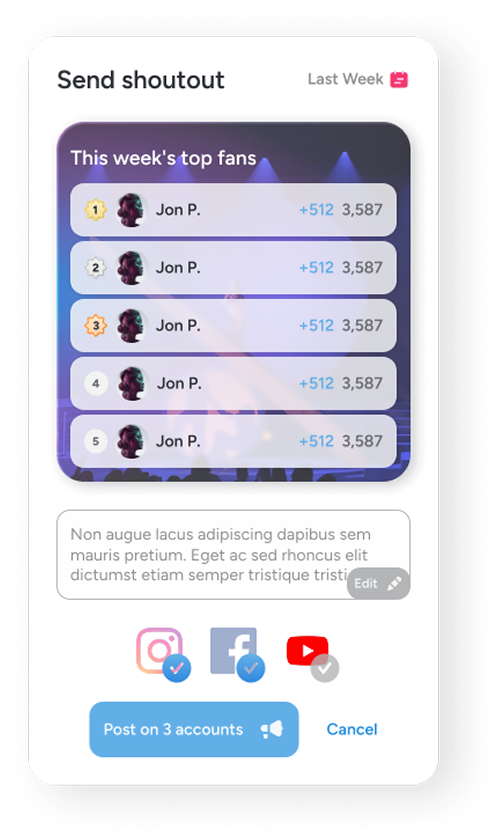 Send shoutout
Last Week
This week's top fans
1 Jon P. +512 3,587
2 Jon P. +512 3,587
3 Jon P. +512 3,587
4 Jon P. +512 3,587
5 Jon P. +512 3,587
Non augue lacus adipiscing dapibus sem
mauris pretium. Eget ac sed rhoncus elit
dictumst etiam semper tristique tristi
Edit
Post on 3 accounts
Cancel